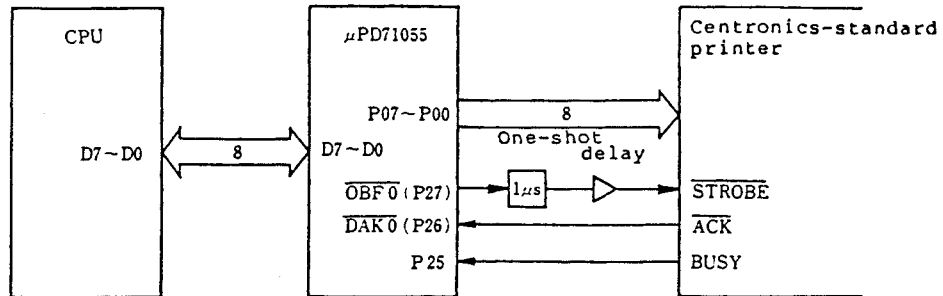 CPU
D7~D0
8
μPD71055
P07~P00
D7~D0
OBF0 (P27)
DAK0 (P26)
P25
8
One-shot
delay
1μs
Centronics-standard
printer
STROBE
ACK
BUSY